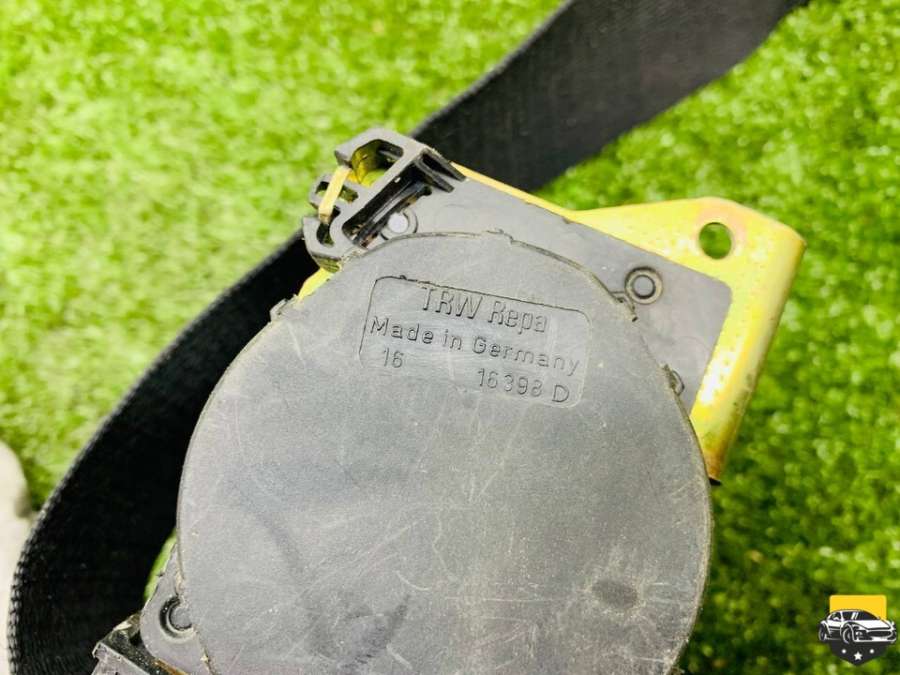 TRW Repa
Made in Germany
16 16398 D